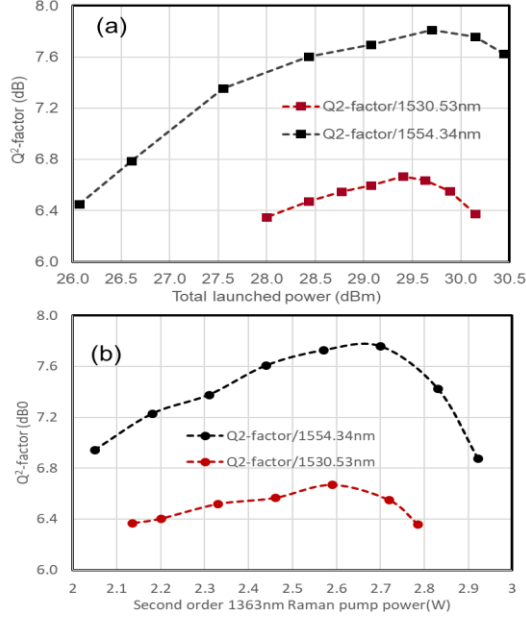 8.0
(a)
7.6
7.2
6.8
6.4
6.0
Q²-factor (dB)
Q2-factor/1530.53nm
Q2-factor/1554.34nm
26.0 26.5 27.0 27.5 28.0 28.5 29.0 29.5 30.0 30.5
Total launched power (dBm)
8.0
(b)
7.6
7.2
6.8
6.4
6.0
Q²-factor (dB0
Q2-factor/1554.34nm
Q2-factor/1530.53nm
2 2.1 2.2 2.3 2.4 2.5 2.6 2.7 2.8 2.9 3
Second order 1363nm Raman pump power(W)